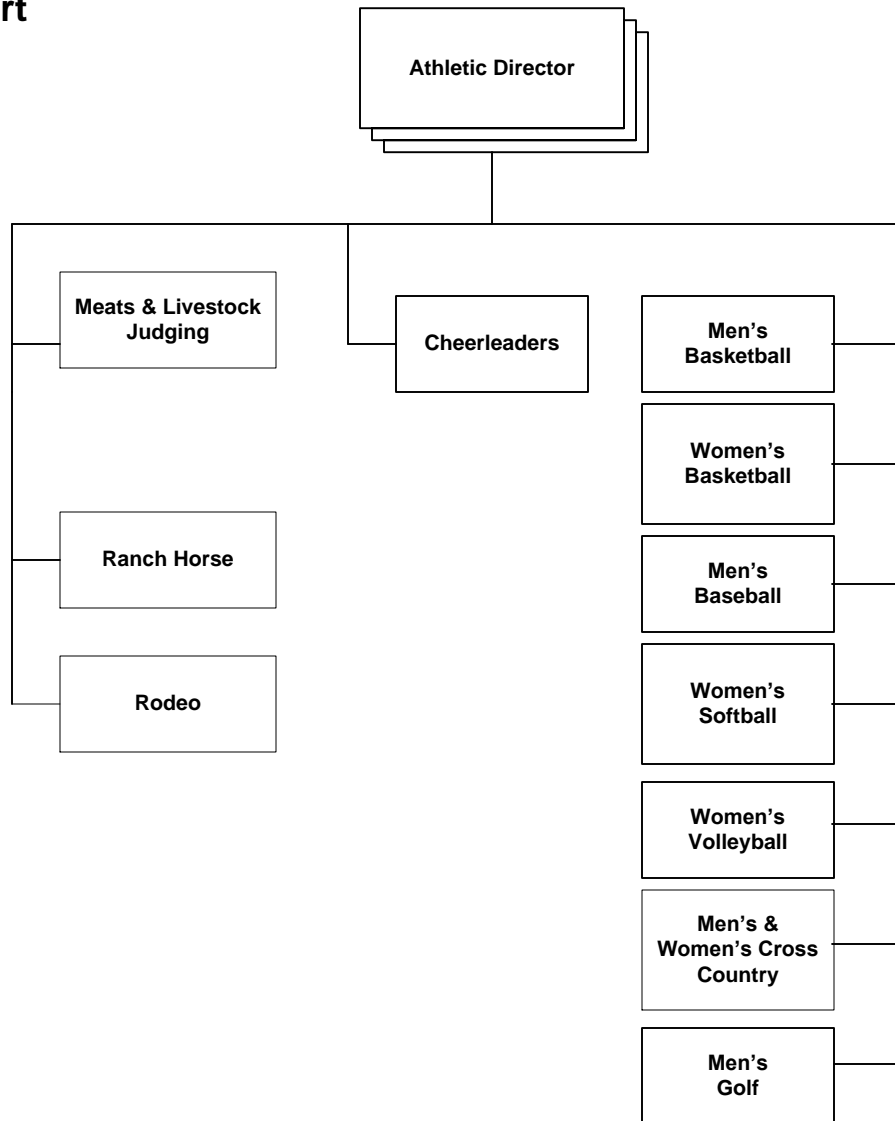 rt
Athletic Director
Meats & Livestock
Judging
Cheerleaders
Men’s
Basketball
Women’s
Basketball
Ranch Horse
Men’s
Baseball
Rodeo
Women’s
Softball
Women’s
Volleyball
Men’s &
Women’s Cross
Country
Men’s
Golf